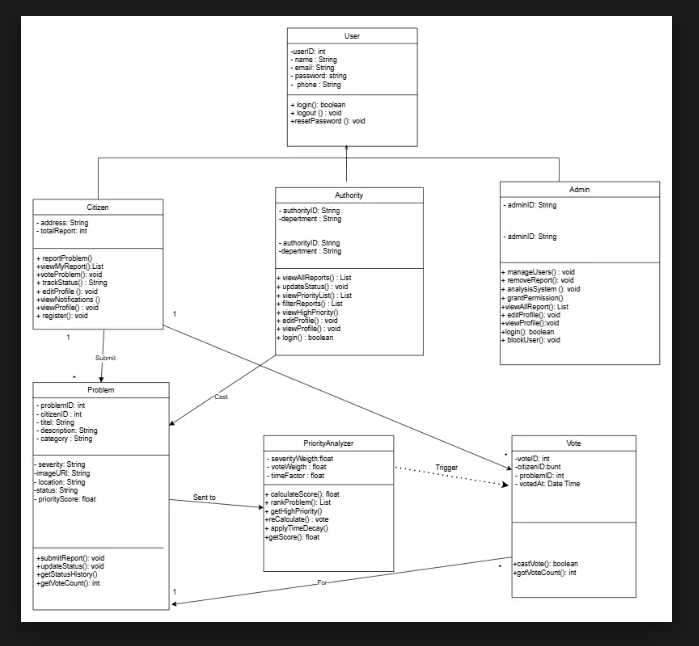 User
-userID: int
- name : String
- email: String
- password: string
- phone : String
+ login(): boolean
+ logout () : void
+resetPassword (): void
Citizen
- address: String
- totalReport: int
+ reportProblem()
+viewMyReport():List
+voteProblem(): void
+ trackStatus() : String
+ editProfile (): void
+viewNotifications ()
+viewProfile() : void
+ register(): void
Authority
- authorityID: String
-department : String
- authorityID: String
-department: String
+ viewAllReports() : List
+ updateStatus() : void
+ viewPriorityList() : List
+ filterReports() : List
+ viewHighPriority()
+ editProfile() : void
+ viewProfile() : void
+ login() : boolean
Admin
- adminID: String
- adminID: String
+ manageUsers() : void
+ removeReport(): void
+ analysisSystem (): void
+ grantPermission()
+viewAllReport(): List
+ editProfile(): void
+viewProfile():void
+login(): boolean
+ blockUser(): void
1
Submit
*
1
Cast
Problem
- problemID: int
- citizenID : int
- titel: String
- description: String
- category : String
- severity: String
-imageURl: String
- location: String
-status: String
- priorityScore: float
+submitReport(): void
+updateStatus(): void
+getStatusHistory()
+getVoteCount(): int
Sent to
PriorityAnalyzer
- severityWeigth:float
- voteWeigth : float
- timeFactor : float
+ calculateScore(): float
+ rankProblem(): List
+ getHighPriority()
+reCalculate() : vote
+ applyTimeDecay()
+getScore(): float
Trigger
*
Vote
-voteID: int
-oitizenID:bunt
- problemID: int
- votedAt: Date Time
+castVote(): boolean
+gotVoteCount(): int
*
For
1